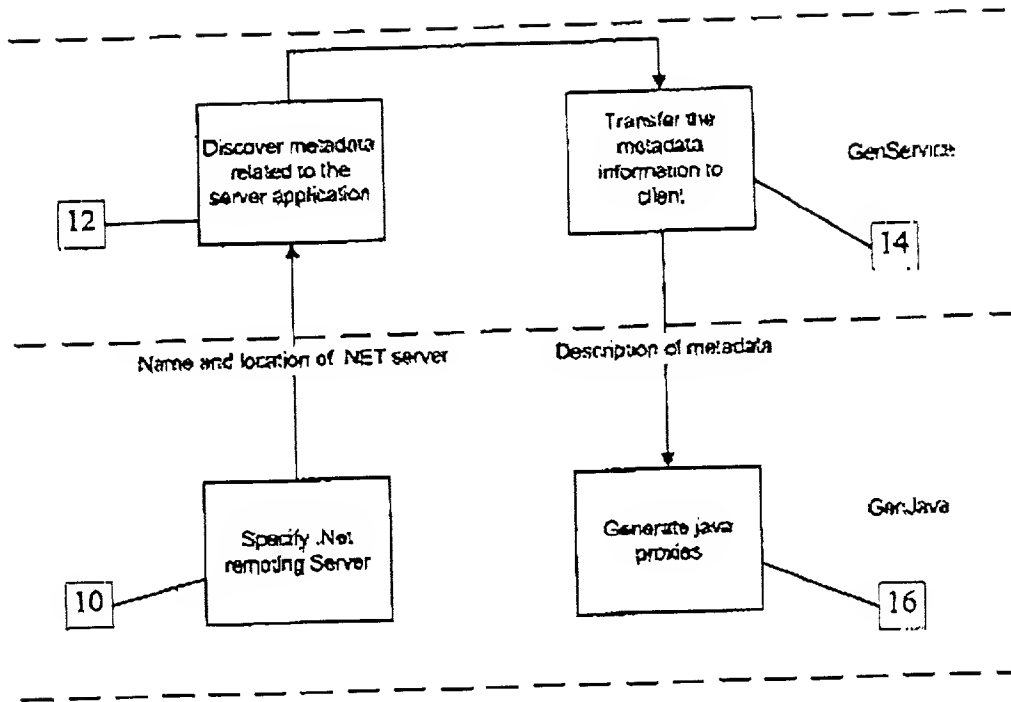 Discover metadata
related to the
server application
Transfer the
metadata
information to
client
GenService
12
14
Name and location of .NET server
Description of metadata
Specify .Net
remoting Server
Generate java
proxies
GenJava
10
16